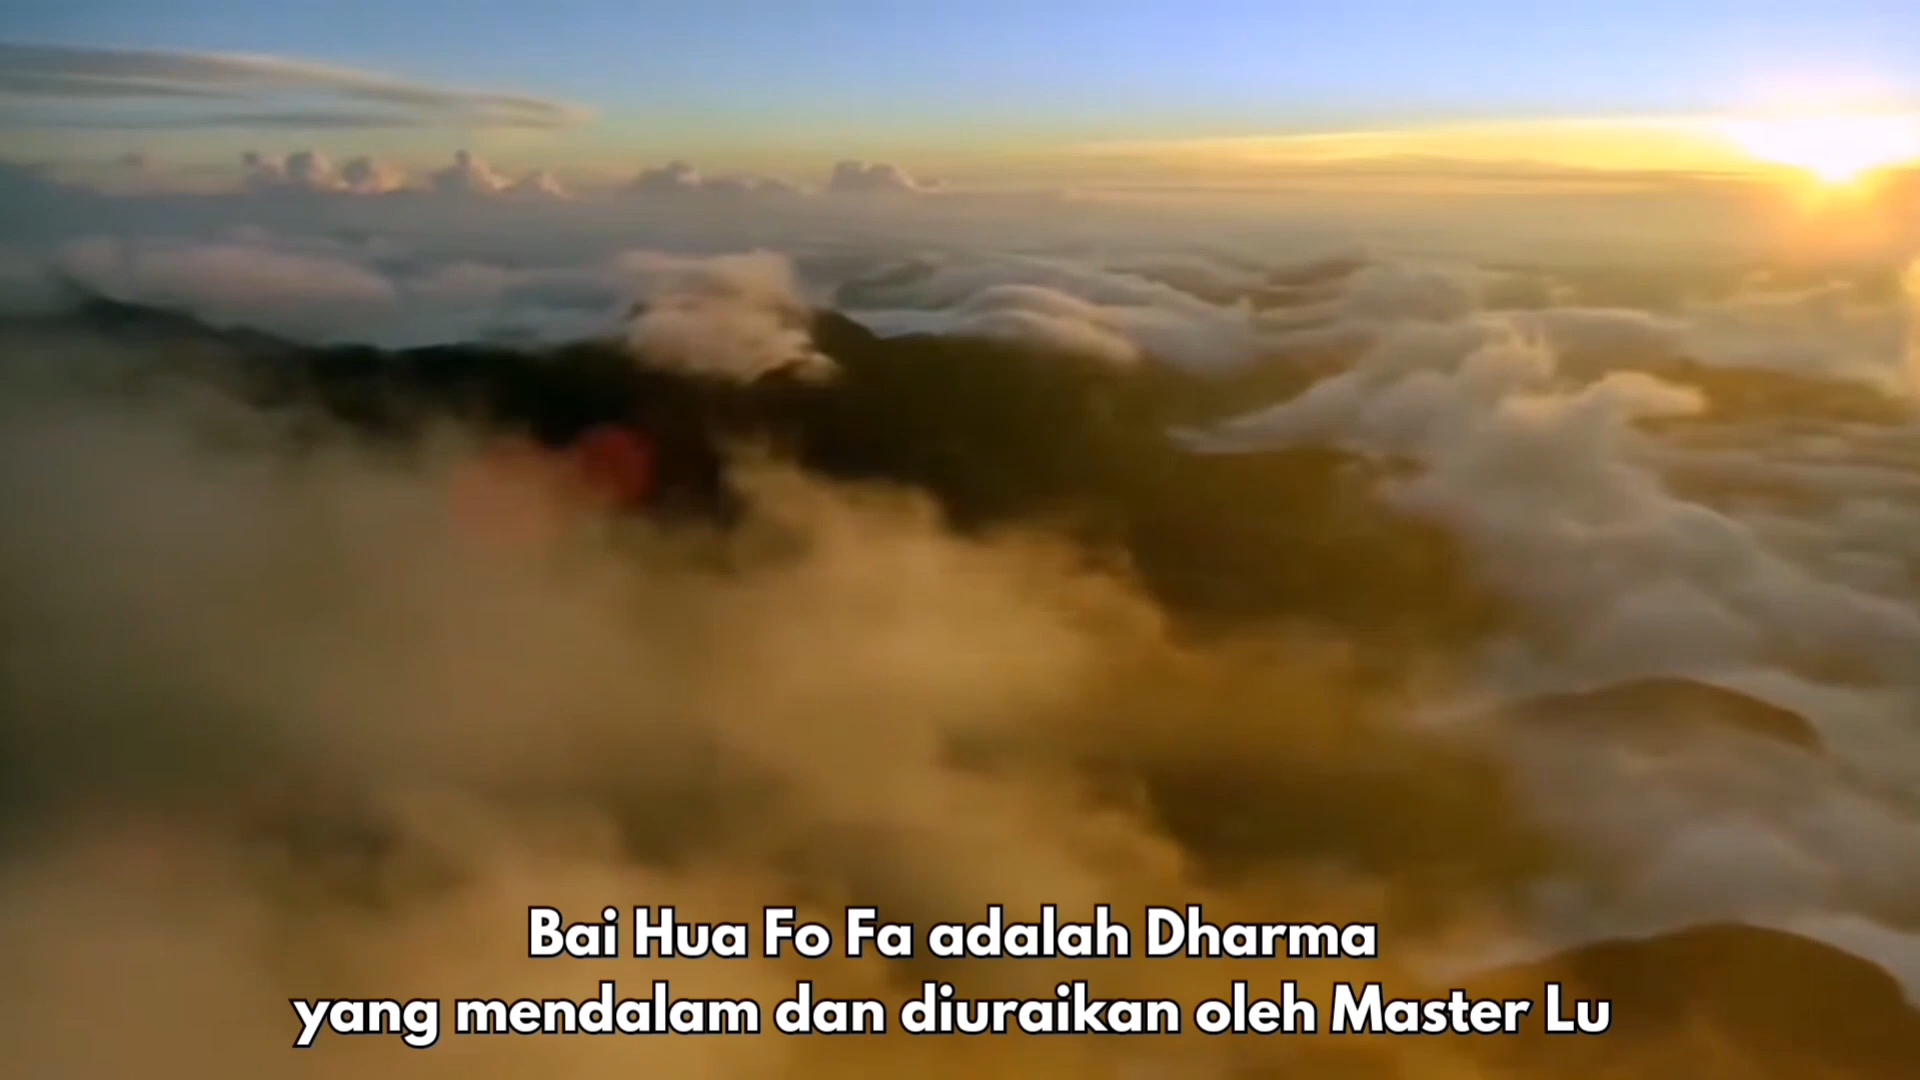 Bai Hua Fo Fa adalah Dharma
yang mendalam dan diuraikan oleh Master Lu